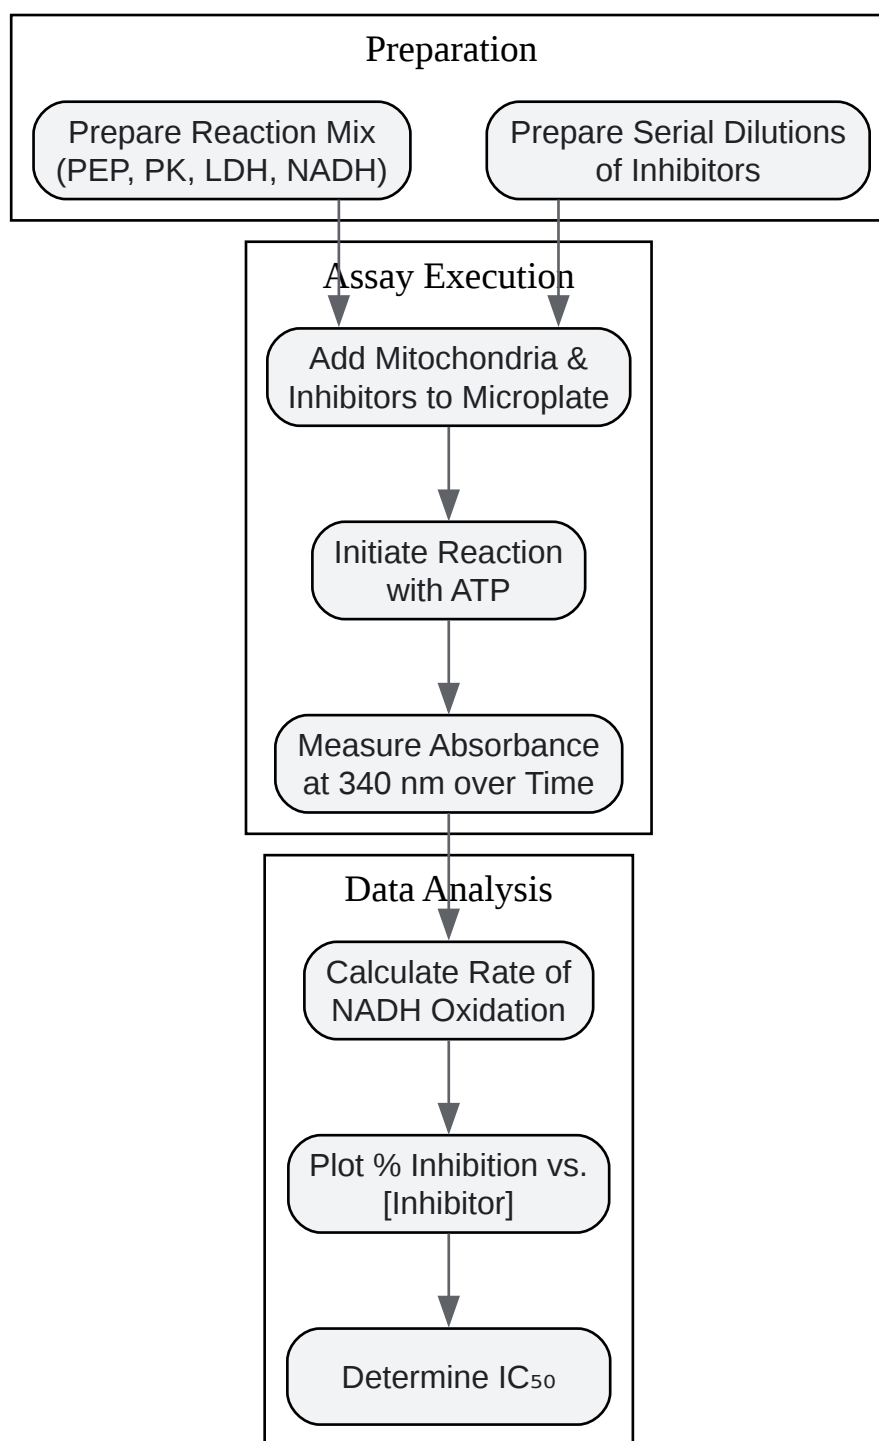 Preparation
Prepare Reaction Mix
(PEP, PK, LDH, NADH)
Prepare Serial Dilutions
of Inhibitors
Assay Execution
Add Mitochondria &
Inhibitors to Microplate
Initiate Reaction
with ATP
Measure Absorbance
at 340 nm over Time
Data Analysis
Calculate Rate of
NADH Oxidation
Plot % Inhibition vs.
[Inhibitor]
Determine IC₅₀